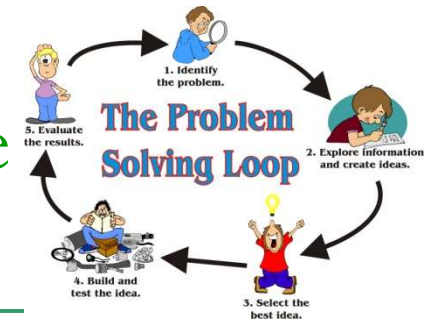 1. Identify
the problem.
The Problem
Solving Loop
2. Explore information
and create ideas.
3. Select the
best idea.
4. Build and
test the idea.
5. Evaluate
the results.
e